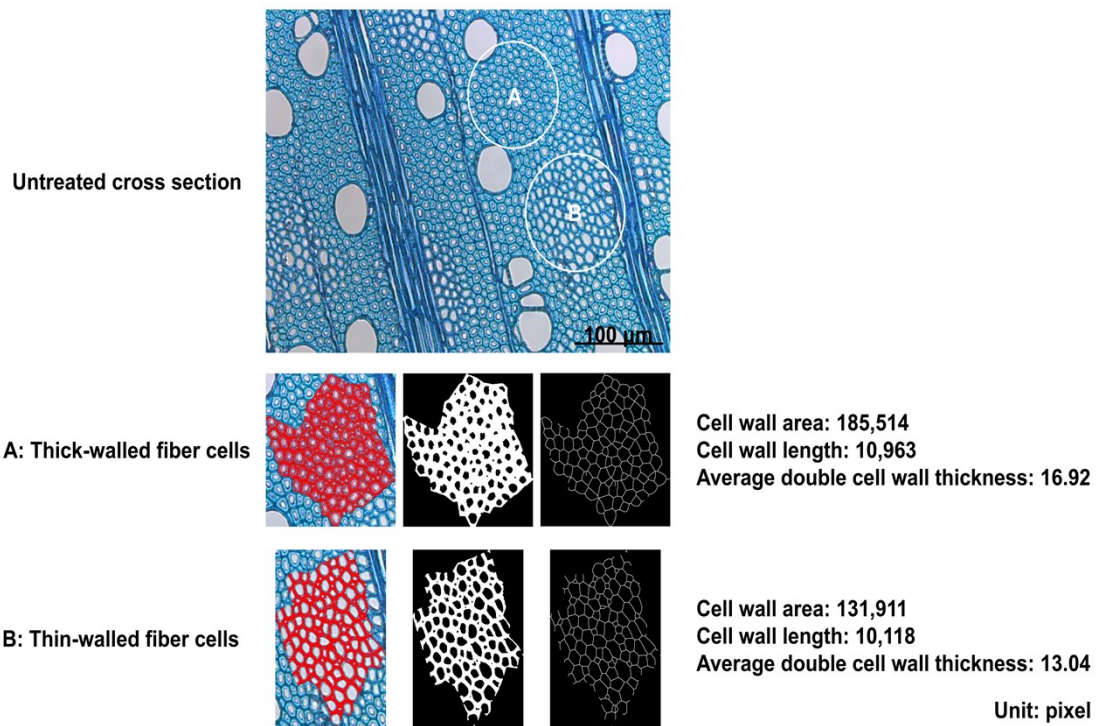 Untreated cross section
A
B
100 µm
A: Thick-walled fiber cells
Cell wall area: 185,514
Cell wall length: 10,963
Average double cell wall thickness: 16.92
B: Thin-walled fiber cells
Cell wall area: 131,911
Cell wall length: 10,118
Average double cell wall thickness: 13.04
Unit: pixel